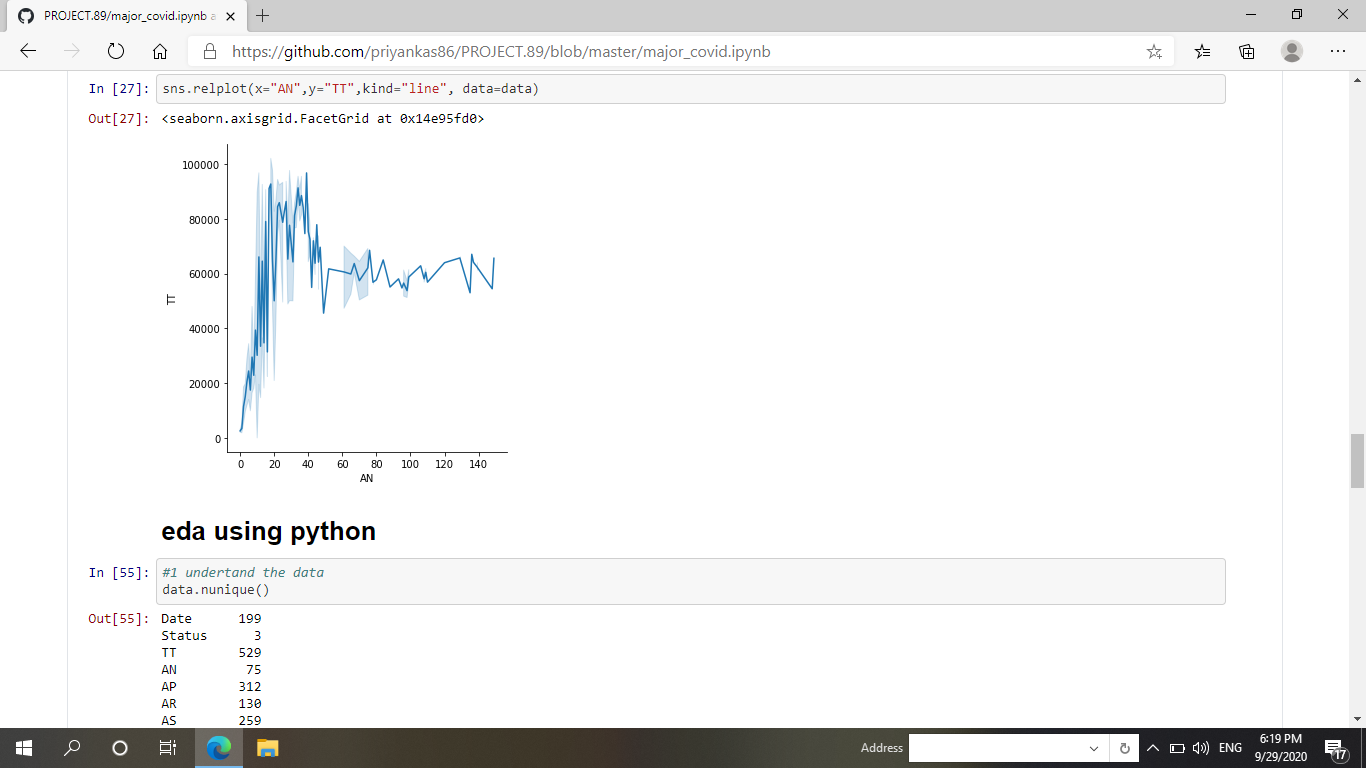 PROJECT.89/major_covid.ipynb a
https://github.com/priyankas86/PROJECT.89/blob/master/major_covid.ipynb
In [27]: sns.relplot(x="AN",y="TT",kind="line", data=data)
Out[27]: <seaborn.axisgrid.FacetGrid at 0x14e95fd0>
100000
80000
60000
40000
20000
0
TT
0 20 40 60 80 100 120 140
AN
eda using python
In [55]: #1 undertand the data
data.nunique()
Out[55]: Date 199
Status 3
TT 529
AN 75
AP 312
AR 130
AS 259
Address
ENG
6:19 PM
9/29/2020
17